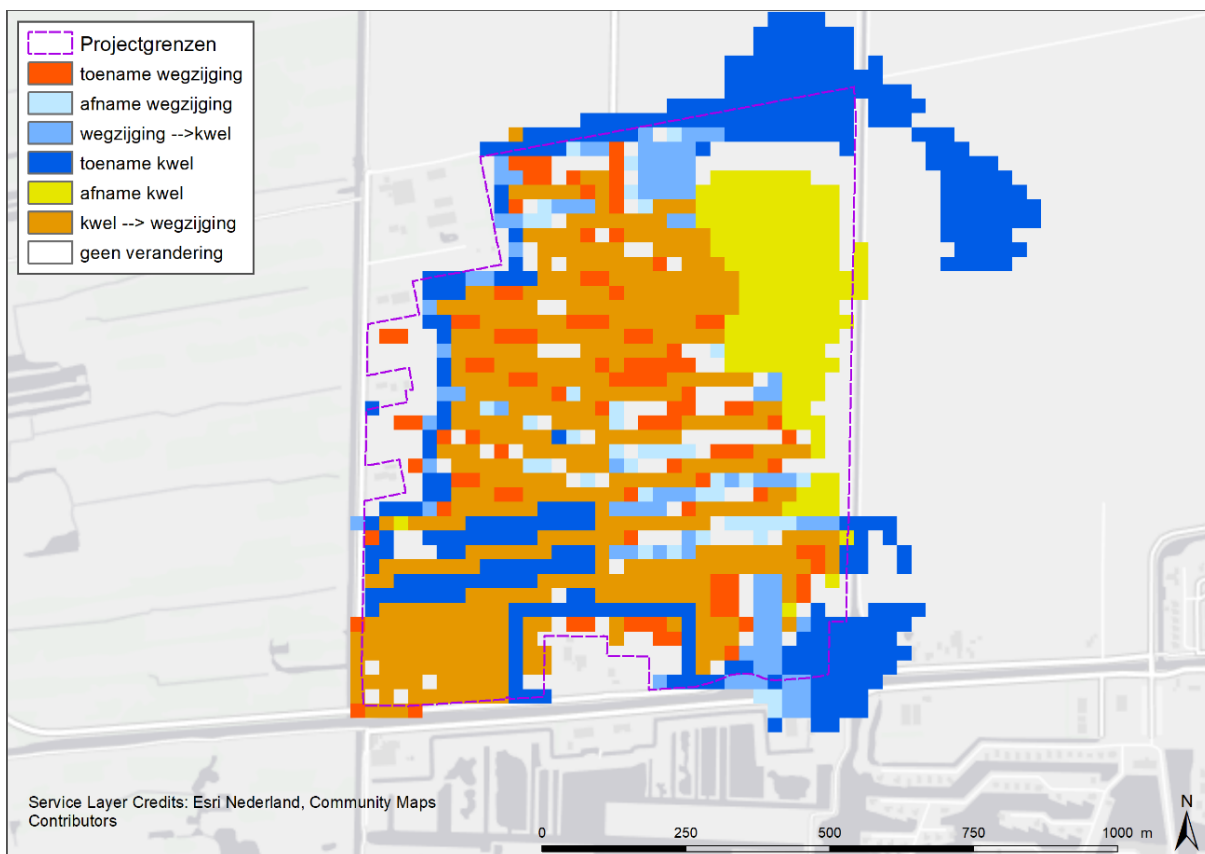 Projectgrenzen
toename wegzijging
afname wegzijging
wegzijging -->kwel
toename kwel
afname kwel
kwel --> wegzijging
geen verandering
Service Layer Credits: Esri Nederland, Community Maps
Contributors
0 250 500 750 1000 m
N